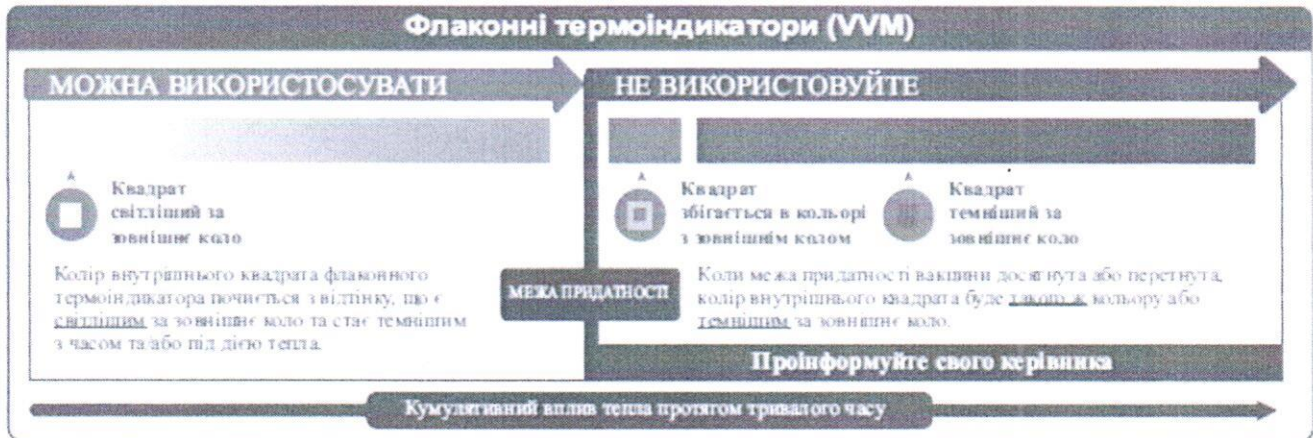 Флаконні термоіндикатори (VVM)
МОЖНА ВИКОРИСТОСУВАТИ
НЕ ВИКОРИСТОВУЙТЕ
Квадрат
світліший за
зовнішнє коло
Квадрат
збігається в кольорі
з зовнішнім колом
Квадрат
темніший за
зовнішнє коло
Колір внутрішнього квадрата флаконного
термоіндикатора почнється з відтінку, що є
світлішим за зовнішнє коло та стає темнішим
з часом та/або під дією тепла.
МЕЖА ПРИДАТНОСТІ
Коли межа придатності вакцини досягнута або перетнута,
колір внутрішнього квадрата буде такого ж кольору або
темнішим за зовнішнє коло.
Проінформуйте свого керівника
Кумулятивний вплив тепла протягом тривалого часу